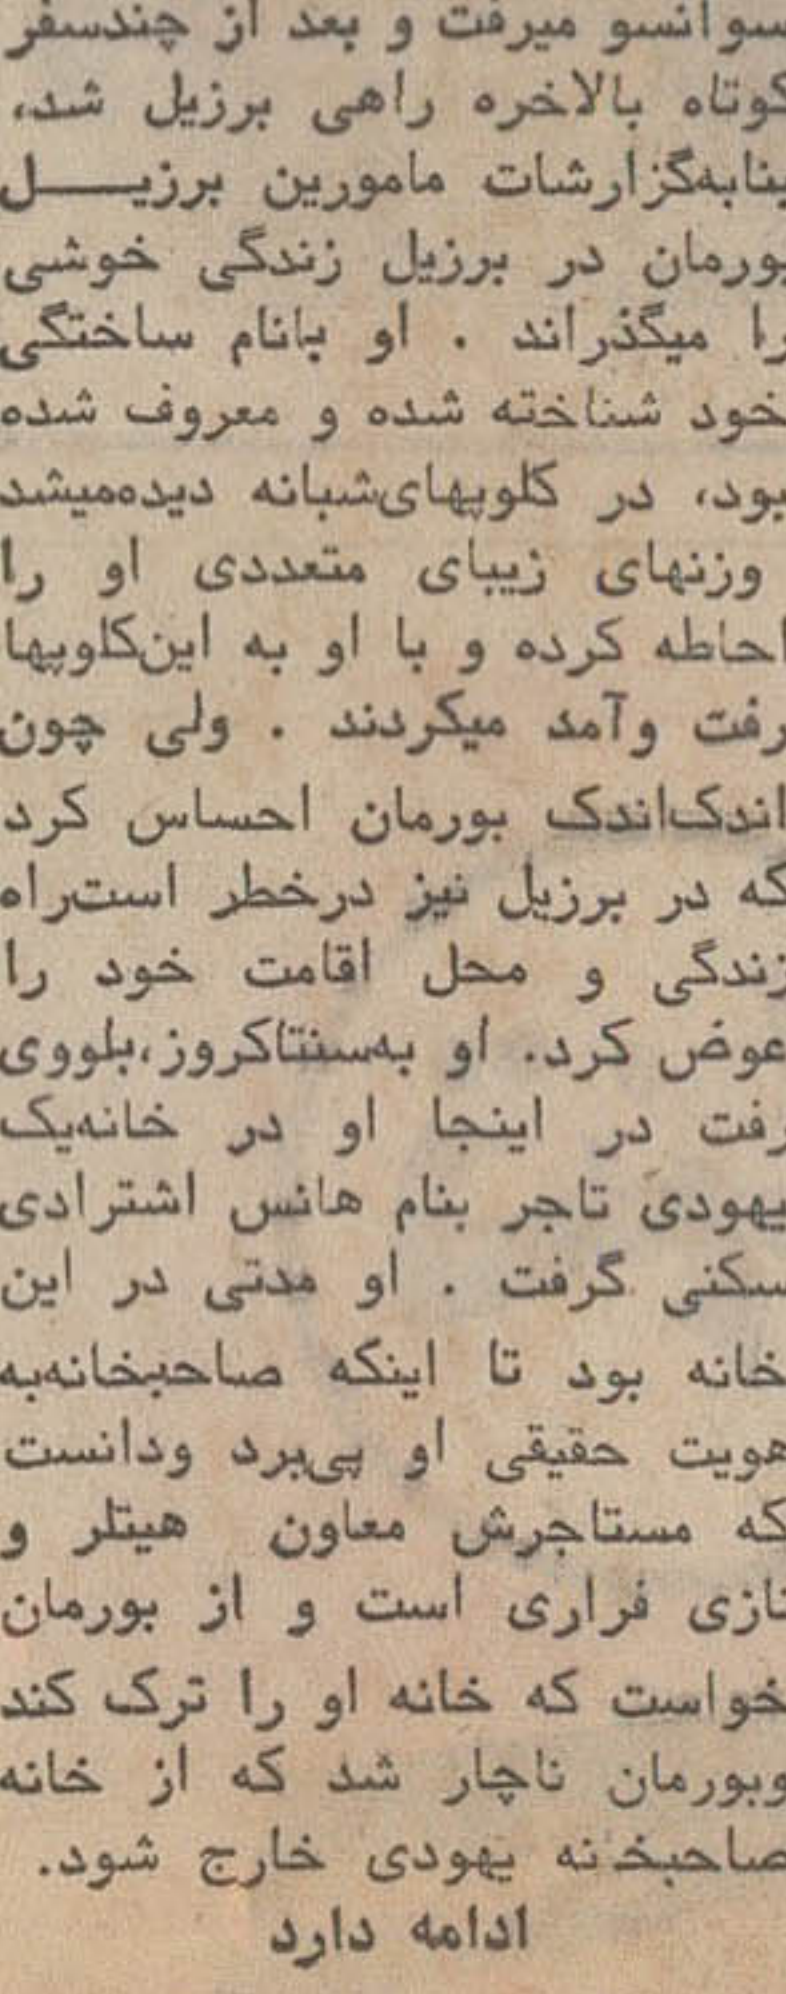 سوانسو میرفت و بعد از چندسفر
کوتاه بالاخره راهی برزیل شد،
بنابه‌گزارشات مامورین برزیـــل
بورمان در برزیل زندگی خوشی
را میگذراند . او بانام ساختگی
خود شناخته شده و معروف شده
بود، در کلوپهای‌شبانه دیده‌میشد
وزنهای زیبای متعددی او را
احاطه کرده و با او به این‌کلوپها
رفت وآمد میکردند . ولی چون
اندک‌اندک بورمان احساس کرد
که در برزیل نیز درخطر است‌راه
زندگی و محل اقامت خود را
عوض کرد. او به‌سنتاکروز،بلووی
رفت در اینجا او در خانه‌یک
یهودی تاجر بنام هانس اشترادی
سکنی گرفت . او مدتی در این
خانه بود تا اینکه صاحبخانه‌به
هویت حقیقی او پی‌برد ودانست
که مستاجرش معاون هیتلر و
نازی فراری است و از بورمان
خواست که خانه او را ترک کند
وبورمان ناچار شد که از خانه
صاحبخانه یهودی خارج شود.
ادامه دارد